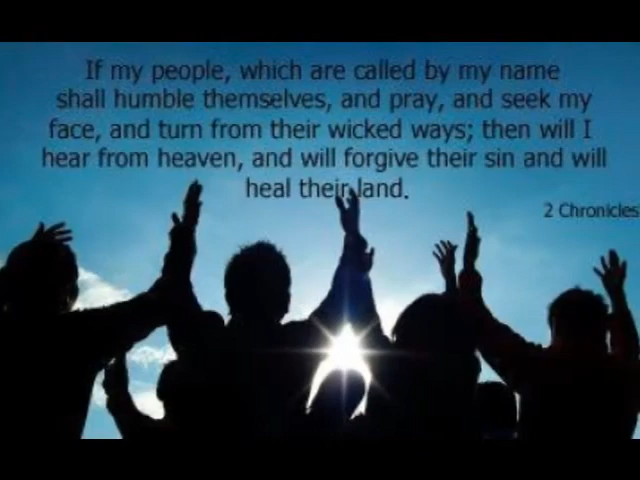 If my people, which are called by my name
shall humble themselves, and pray, and seek my
face, and turn from their wicked ways; then will I
hear from heaven, and will forgive their sin and will
heal their land.
2 Chronicles